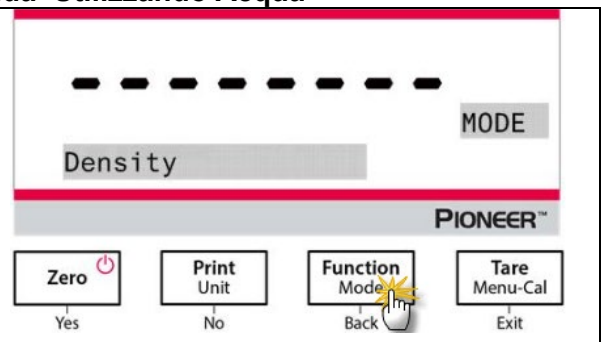 MODE
Density
PIONEER™
Zero
Print
Unit
Function
Mode
Tare
Menu-Cal
Yes
No
Back
Exit